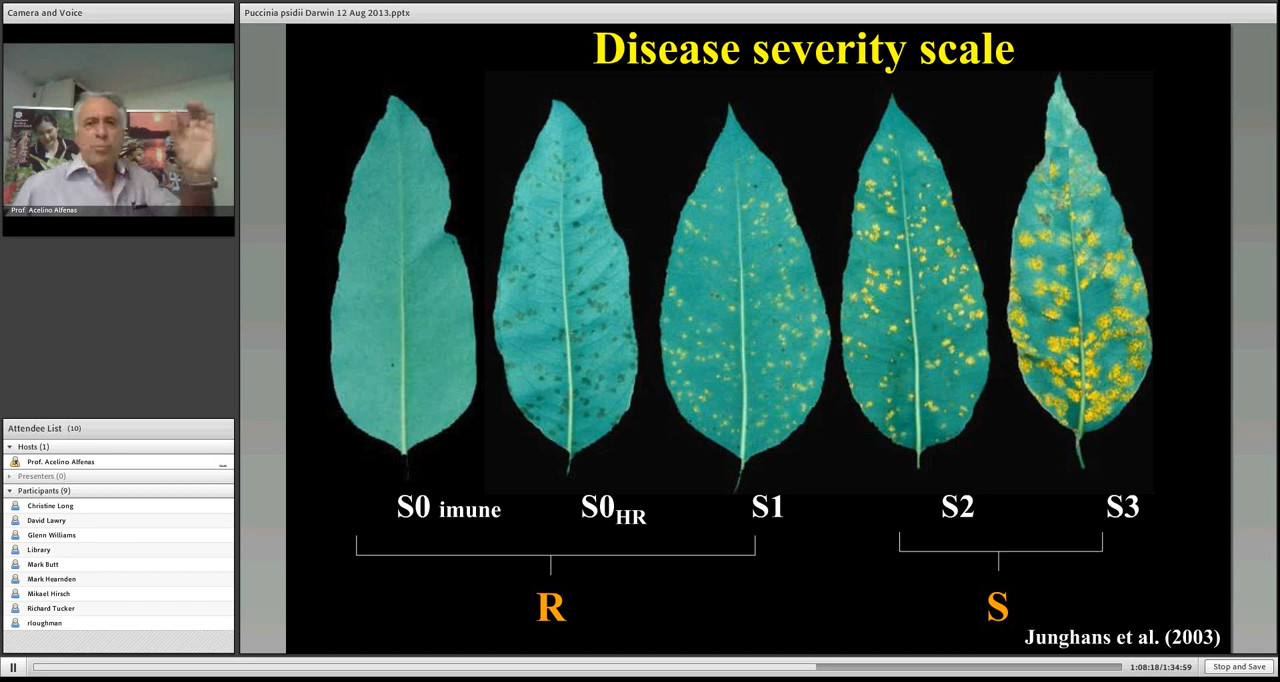 Camera and Voice
Prof. Acelino Alfenas
Attendee List (10)
Hosts (1)
Prof. Acelino Alfenas
Presenters (0)
Participants (9)
Christine Long
David Lawry
Glenn Williams
Library
Mark Butt
Mark Hearnden
Mikael Hirsch
Richard Tucker
rloughman
Puccinia psidii Darwin 12 Aug 2013.pptx
Disease severity scale
S0 imune S0HR S1 S2 S3
R S
Junghans et al. (2003)
1:08:18/1:34:59 Stop and Save